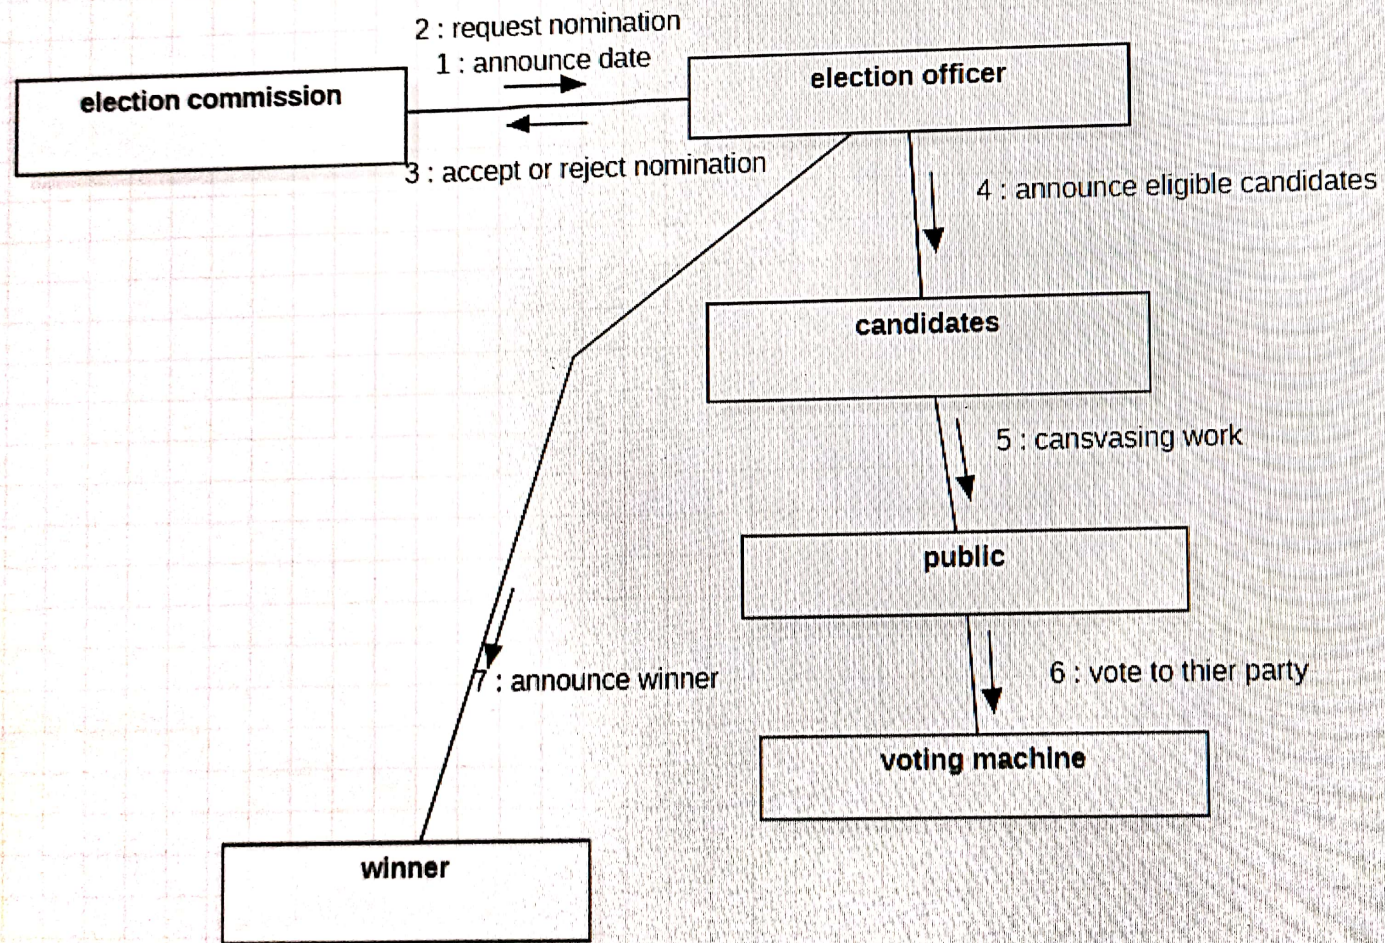 2 : request nomination
1 : announce date
election commission
election officer
3 : accept or reject nomination
4 : announce eligible candidates
candidates
5 : cansvasing work
public
7 : announce winner
6 : vote to thier party
voting machine
winner